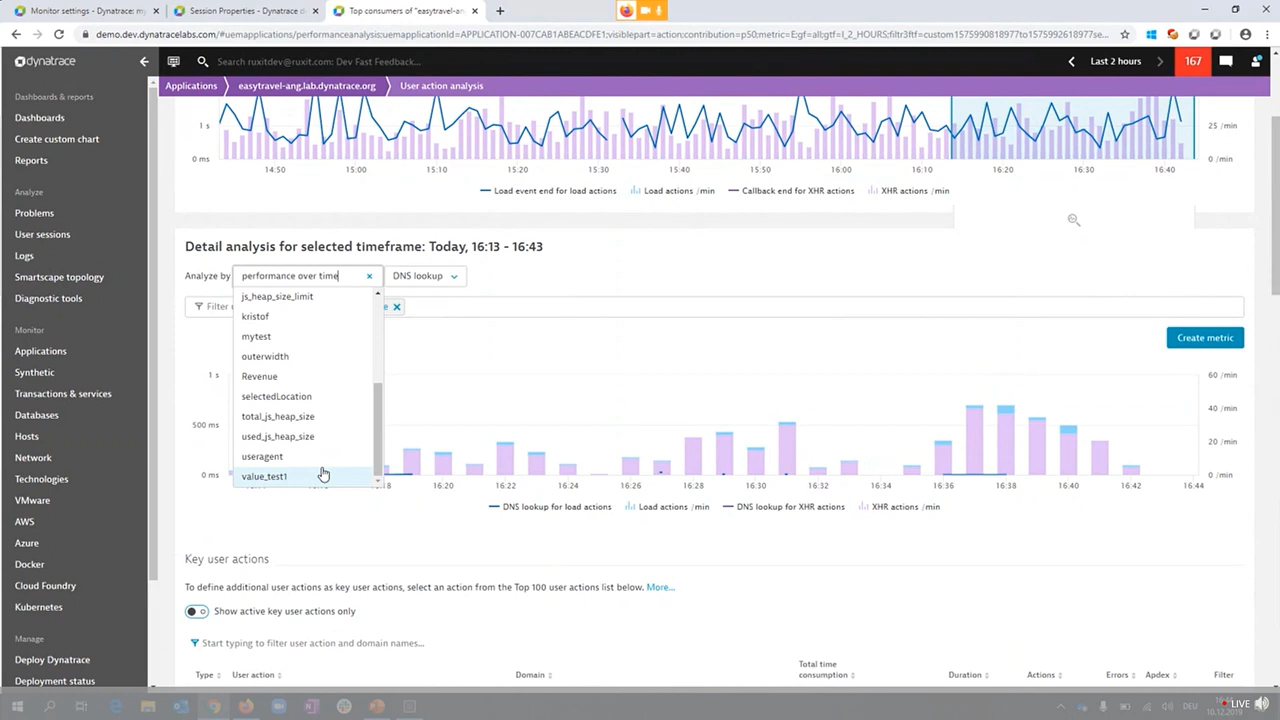 Monitor settings - Dynatrace: my
Session Properties - Dynatrace d
Top consumers of "easytravel-an
demo.dev.dynatracelabs.com/#uemapplications/performanceanalysis;uemapplicationId=APPLICATION-007CAB1ABEACDFE1;visiblepart=action;contribution=p50;metric=E;gf=all;gtf=l_2_HOURS;filtr3ftf=custom1575990818977to1575992618977;se...
dynatrace
Search ruxitdev@ruxit.com: Dev Fast Feedback...
Last 2 hours
167
Applications
easytravel-ang.lab.dynatrace.org
User action analysis
Dashboards & reports
Dashboards
Create custom chart
Reports
Analyze
Problems
User sessions
Logs
Smartscape topology
Diagnostic tools
Monitor
Applications
Synthetic
Transactions & services
Databases
Hosts
Network
Technologies
VMware
AWS
Azure
Docker
Cloud Foundry
Kubernetes
Manage
Deploy Dynatrace
Deployment status
1 s
25 /min
0 ms
0 /min
14:50 15:00 15:10 15:20 15:30 15:40 15:50 16:00 16:10 16:20 16:30 16:40
Load event end for load actions Load actions /min Callback end for XHR actions XHR actions /min
Detail analysis for selected timeframe: Today, 16:13 - 16:43
Analyze by performance over time DNS lookup
Filter
js_heap_size_limit
kristof
mytest
outerwidth
Revenue
selectedLocation
total_js_heap_size
used_js_heap_size
useragent
value_test1
Create metric
1 s
60 /min
40 /min
500 ms
20 /min
0 ms
0 /min
16:20 16:22 16:24 16:26 16:28 16:30 16:32 16:34 16:36 16:38 16:40 16:42 16:44
DNS lookup for load actions Load actions /min DNS lookup for XHR actions XHR actions /min
Key user actions
To define additional user actions as key user actions, select an action from the Top 100 user actions list below. More...
Show active key user actions only
Start typing to filter user action and domain names...
Type User action Domain Total time consumption Duration Actions Errors Apdex Filter
DEU
10.12.2019
LIVE